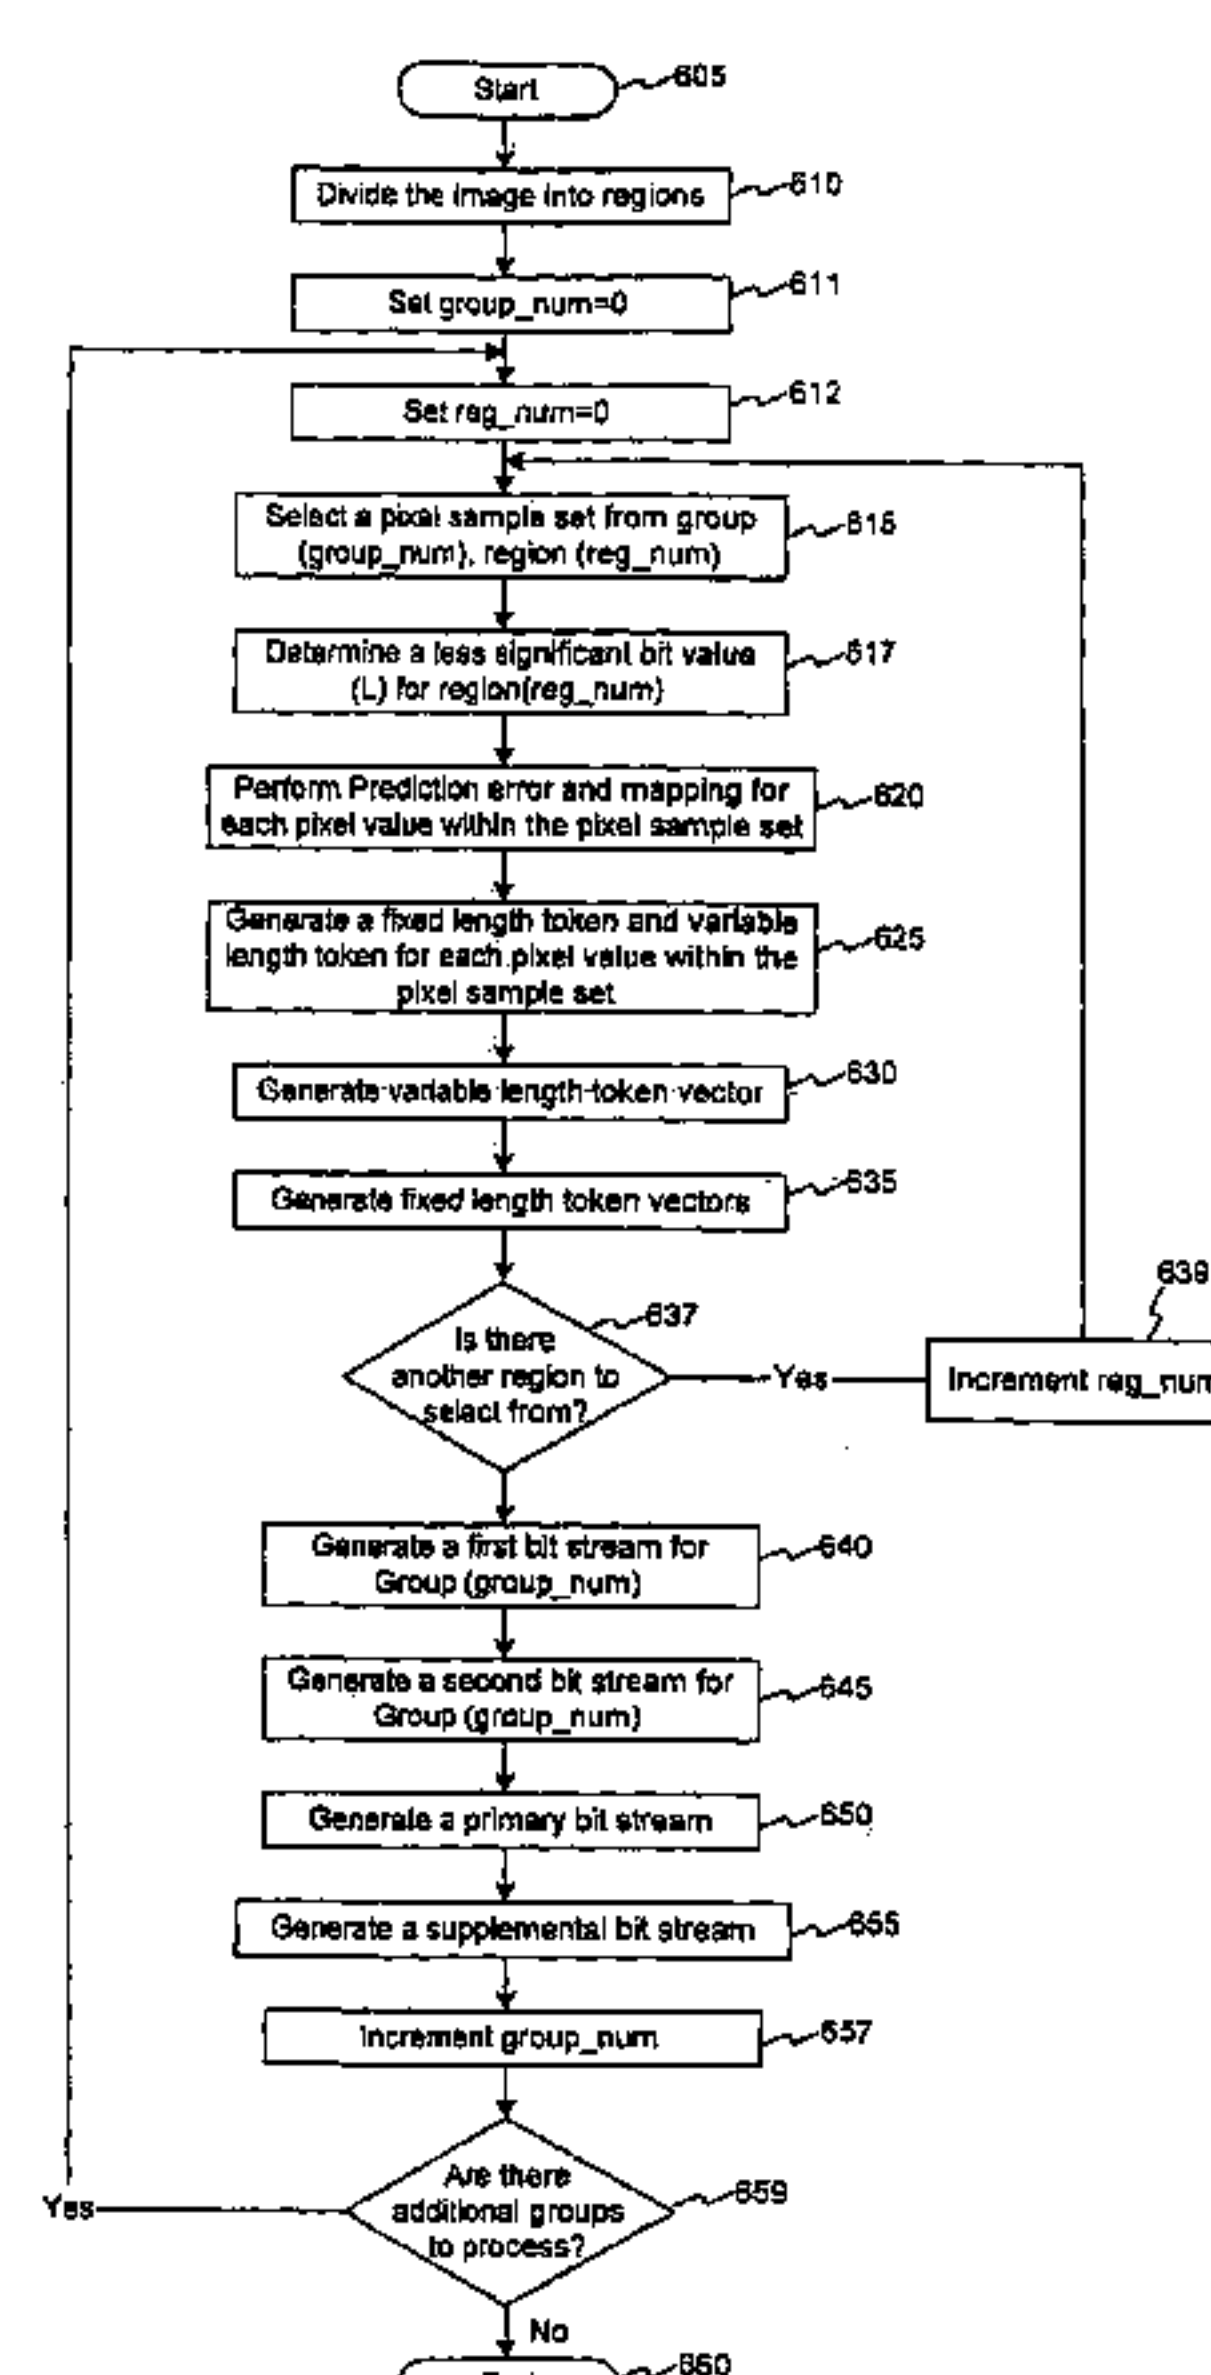 Start
605
Divide the image into regions
610
Set group_num=0
611
Set reg_num=0
612
Select a pixel sample set from group
(group_num), region (reg_num)
615
Determine a less significant bit value
(L) for region(reg_num)
617
Perform Prediction error and mapping for
each pixel value within the pixel sample set
620
Generate a fixed length token and variable
length token for each pixel value within the
pixel sample set
625
Generate variable length token vector
630
Generate fixed length token vectors
635
Is there
another region to
select from?
637
Yes
639
Increment reg_num
Generate a first bit stream for
Group (group_num)
640
Generate a second bit stream for
Group (group_num)
645
Generate a primary bit stream
650
Generate a supplemental bit stream
655
Increment group_num
657
Are there
additional groups
to process?
659
Yes
No
660